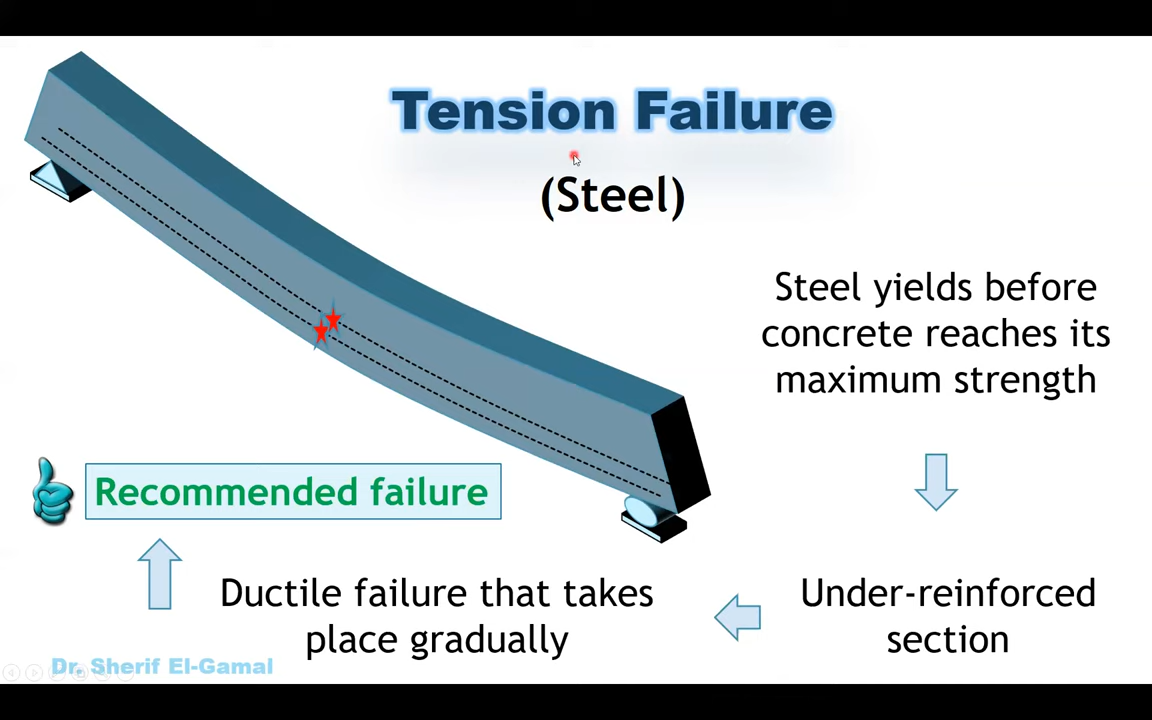 Tension Failure
(Steel)
Steel yields before
concrete reaches its
maximum strength
Under-reinforced
section
Ductile failure that takes
place gradually
Recommended failure
Dr. Sherif El-Gamal